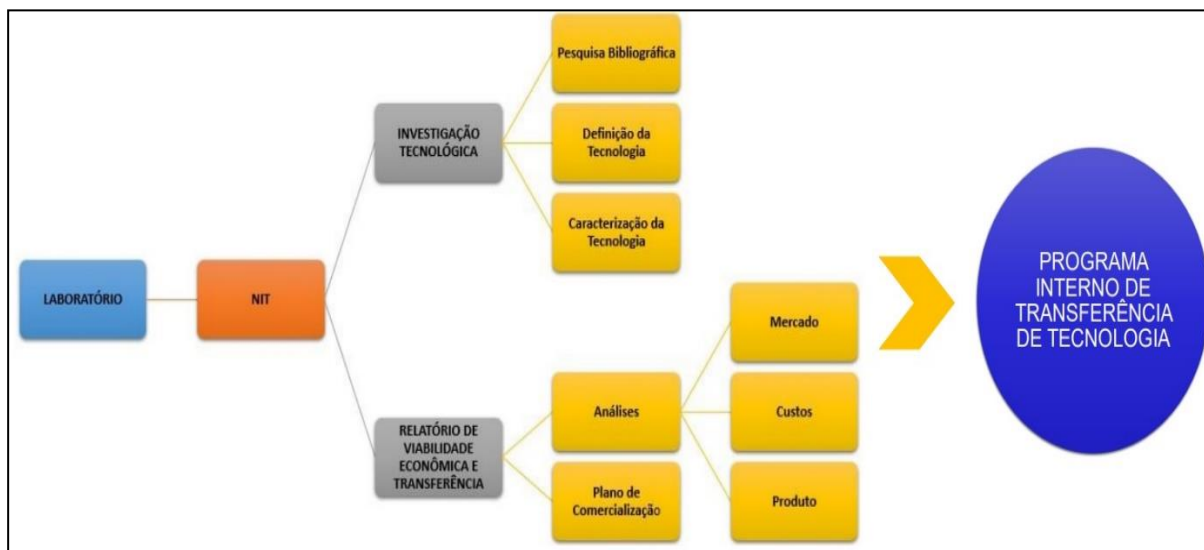 LABORATÓRIO
NIT
INVESTIGAÇÃO
TECNOLÓGICA
Pesquisa Bibliográfica
Definição da
Tecnologia
Caracterização da
Tecnologia
RELATÓRIO DE
VIABILIDADE
ECONÔMICA E
TRANSFERÊNCIA
Análises
Plano de
Comercialização
Mercado
Custos
Produto
PROGRAMA
INTERNO DE
TRANSFERÊNCIA
DE TECNOLOGIA